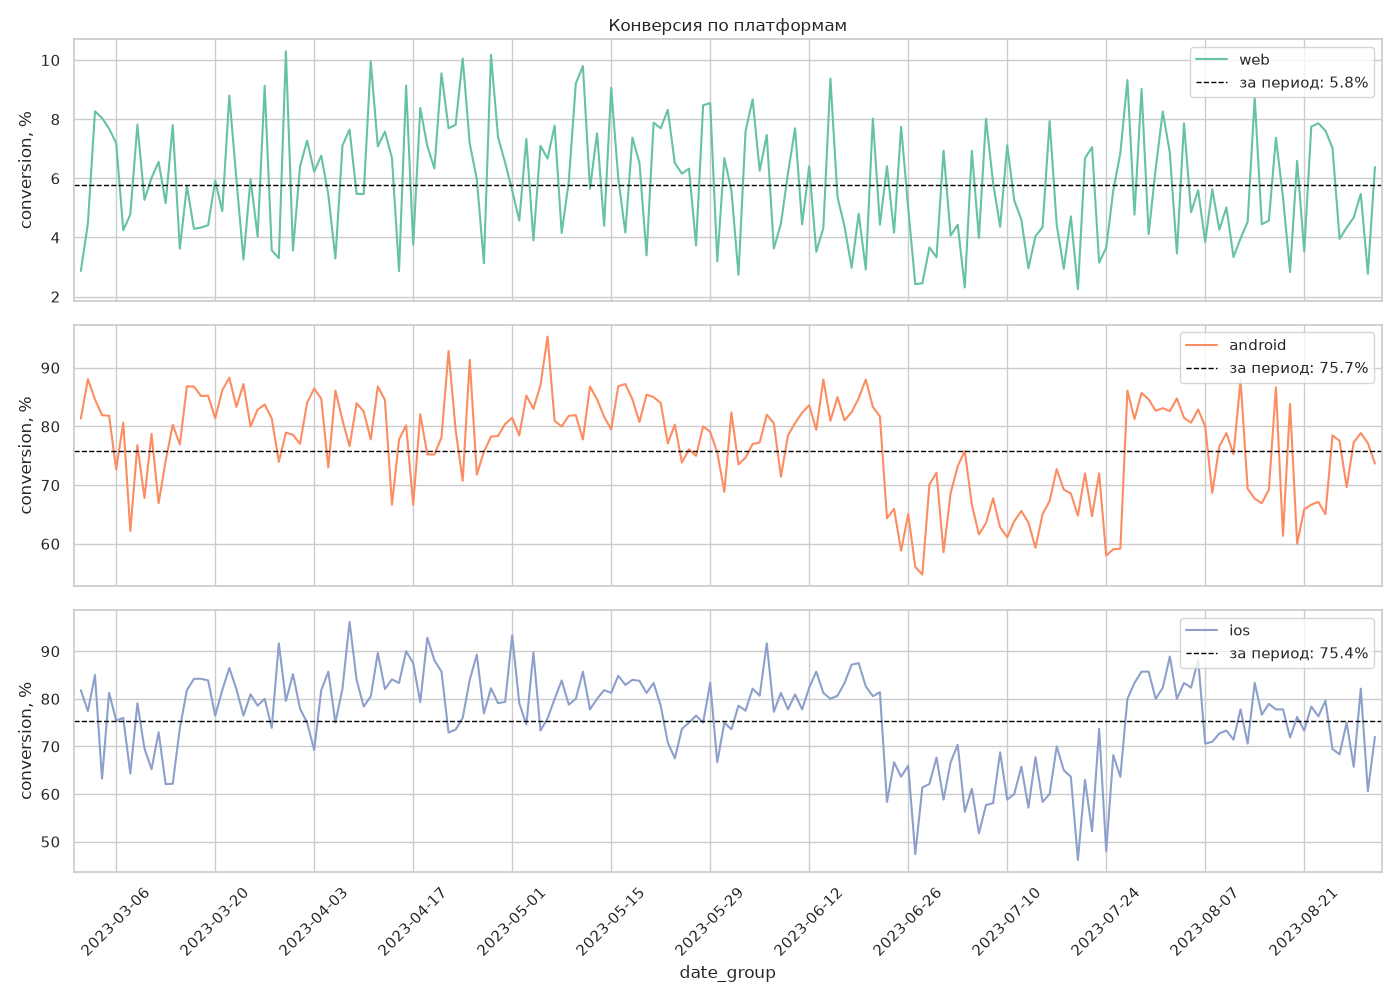 Конверсия по платформам
conversion, %
10
8
6
4
2
web
за период: 5.8%
conversion, %
90
80
70
60
android
за период: 75.7%
conversion, %
90
80
70
60
50
ios
за период: 75.4%
2023-03-06
2023-03-20
2023-04-03
2023-04-17
2023-05-01
2023-05-15
2023-05-29
2023-06-12
2023-06-26
2023-07-10
2023-07-24
2023-08-07
2023-08-21
date_group